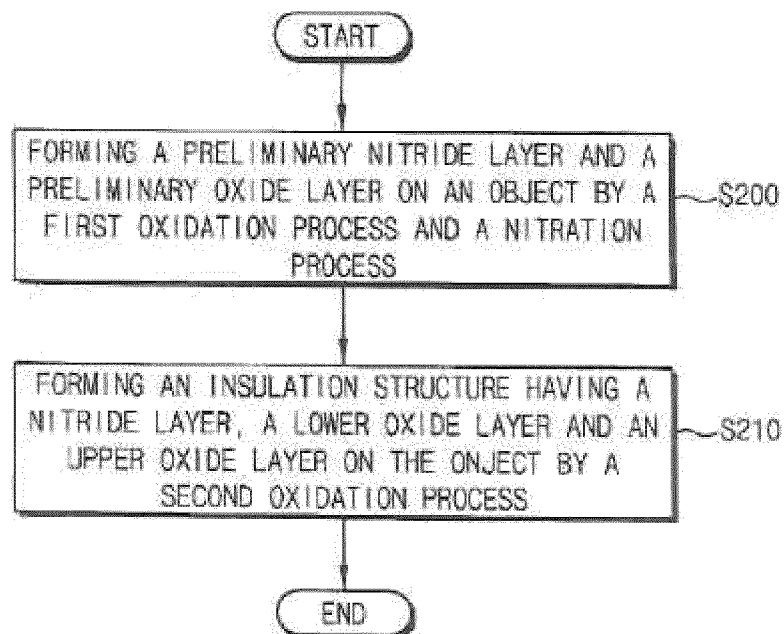 START
FORMING A PRELIMINARY NITRIDE LAYER AND A
PRELIMINARY OXIDE LAYER ON AN OBJECT BY A
FIRST OXIDATION PROCESS AND A NITRATION
PROCESS
S200
FORMING AN INSULATION STRUCTURE HAVING A
NITRIDE LAYER, A LOWER OXIDE LAYER AND AN
UPPER OXIDE LAYER ON THE ONJECT BY A
SECOND OXIDATION PROCESS
S210
END